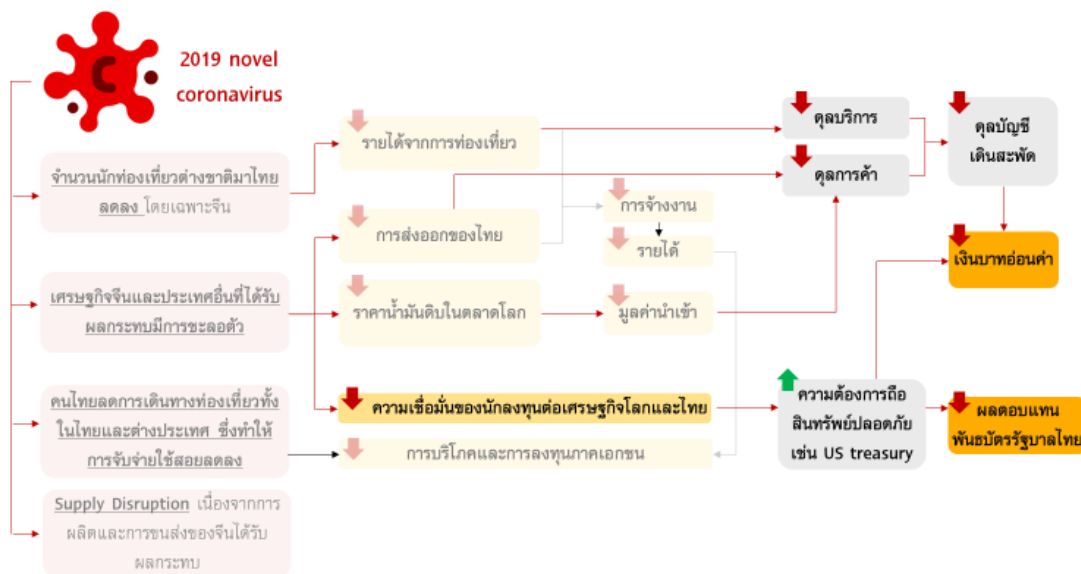 2019 novel
coronavirus
จำนวนนักท่องเที่ยวต่างชาติมาไทย
ลดลง โดยเฉพาะจีน
เศรษฐกิจจีนและประเทศอื่นที่ได้รับ
ผลกระทบมีการชะลอตัว
คนไทยลดการเดินทางท่องเที่ยวทั้ง
ในไทยและต่างประเทศ ซึ่งทำให้
การจับจ่ายใช้สอยลดลง
Supply Disruption เนื่องจากการ
ผลิตและการขนส่งของจีนได้รับ
ผลกระทบ
รายได้จากการท่องเที่ยว
การส่งออกของไทย
ราคาน้ำมันดิบในตลาดโลก
ความเชื่อมั่นของนักลงทุนต่อเศรษฐกิจโลกและไทย
การบริโภคและการลงทุนภาคเอกชน
การจ้างงาน
รายได้
มูลค่านำเข้า
ดุลบริการ
ดุลการค้า
ความต้องการถือ
สินทรัพย์ปลอดภัย
เช่น US treasury
ดุลบัญชี
เดินสะพัด
เงินบาทอ่อนค่า
ผลตอบแทน
พันธบัตรรัฐบาลไทย